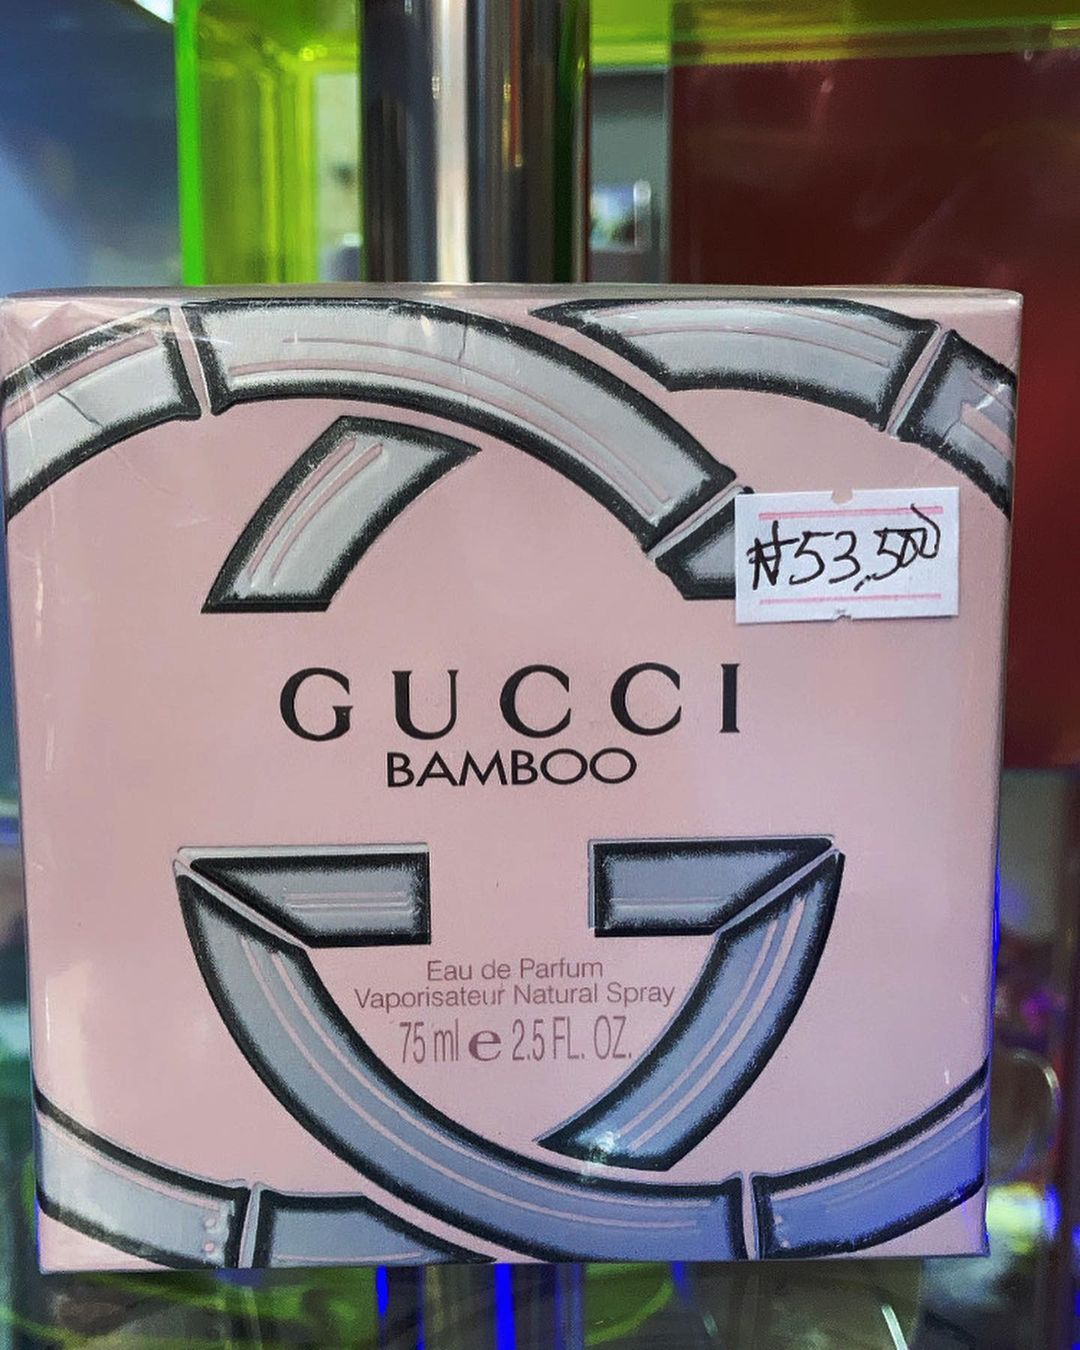 ₦53,500
GUCCI
BAMBOO
Eau de Parfum
Vaporisateur Natural Spray
75 ml e 2.5 FL. OZ.